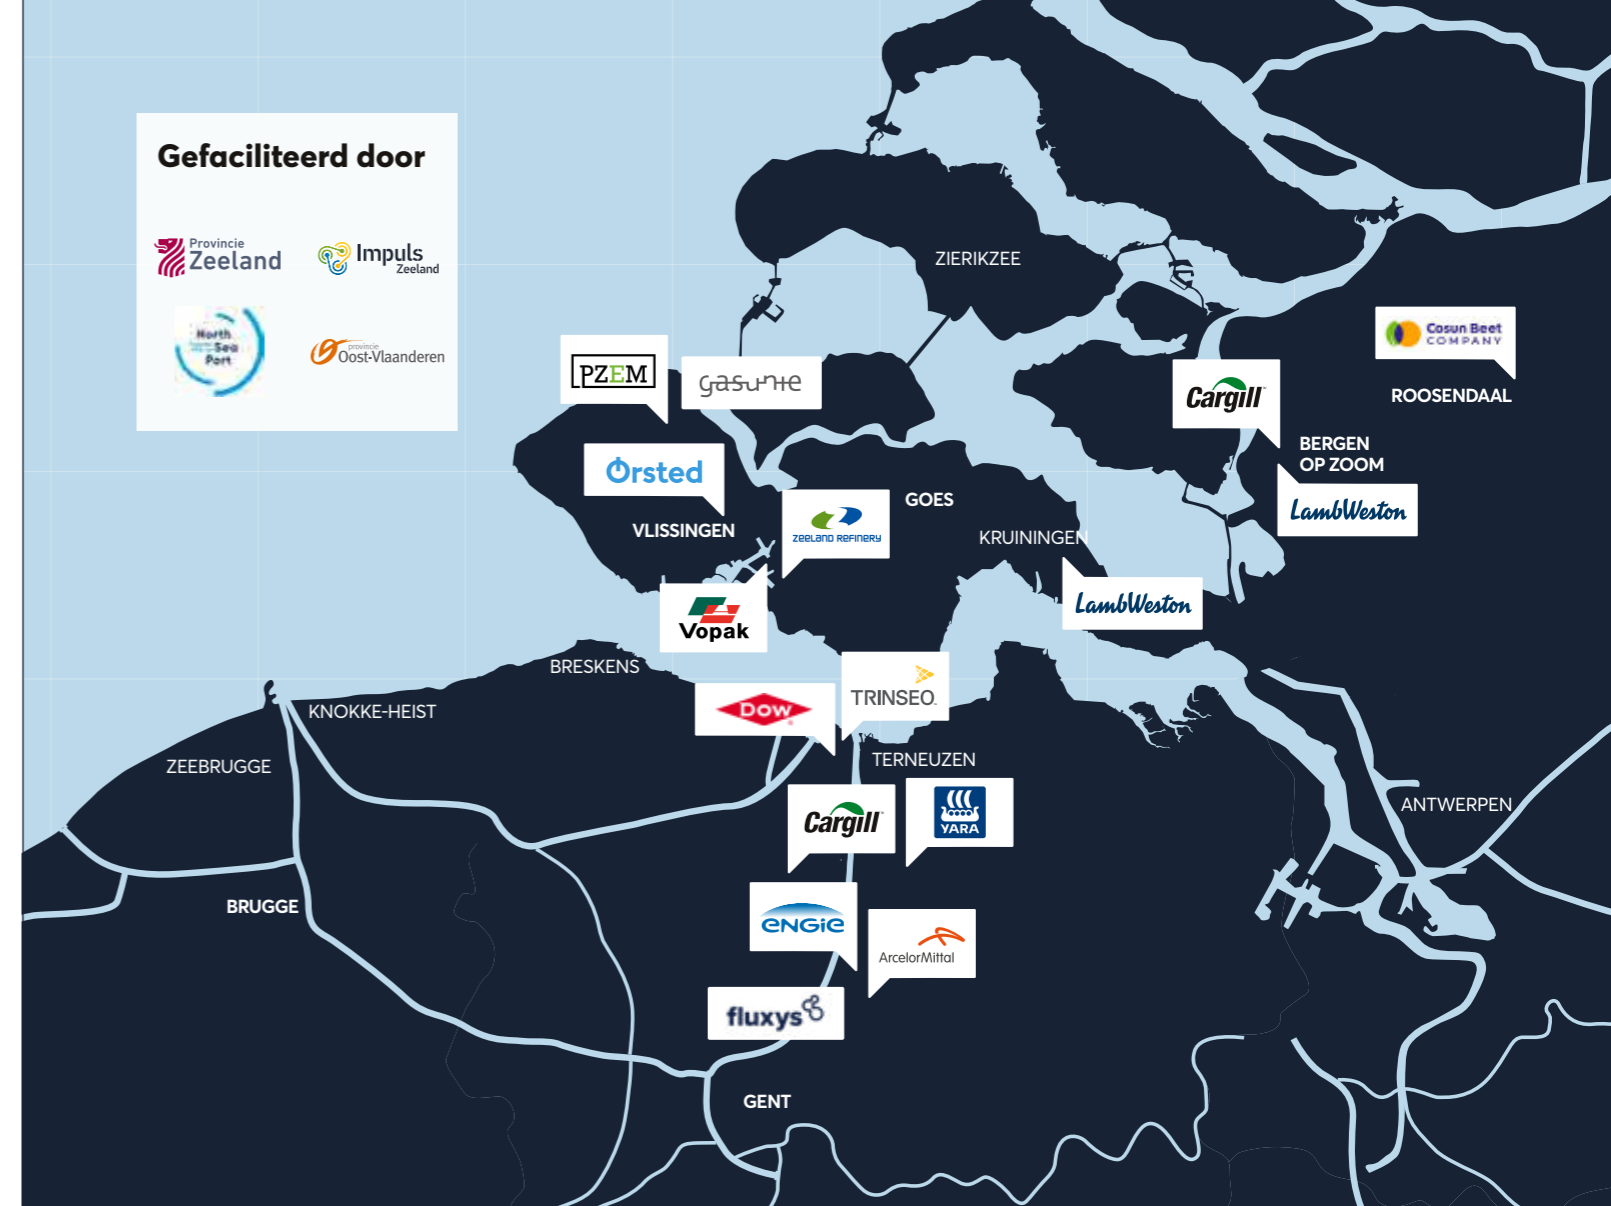 Gefaciliteerd door
Provincie
Zeeland
Impuls
Zeeland
North
Sea
Port
provincie
Oost-Vlaanderen
ZIERIKZEE
Cosun Beet
COMPANY
ROOSENDAAL
PZEM
gasunie
Cargill
BERGEN
OP ZOOM
Ørsted
LambWeston
GOES
VLISSINGEN
ZEELAND REFINERY
KRUININGEN
LambWeston
Vopak
BRESKENS
TRINSEO
Dow
KNOKKE-HEIST
TERNEUZEN
ZEEBRUGGE
Cargill
YARA
ANTWERPEN
BRUGGE
ENGIE
ArcelorMittal
fluxys
GENT